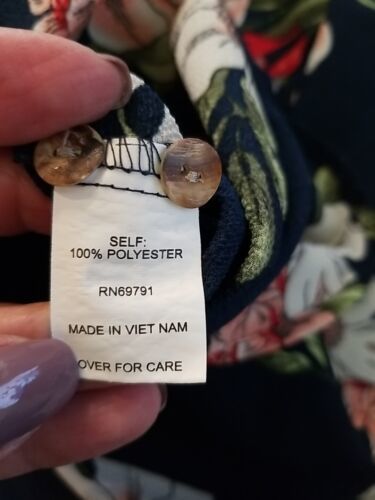 SELF:
100% POLYESTER
RN69791
MADE IN VIET NAM
OVER FOR CARE